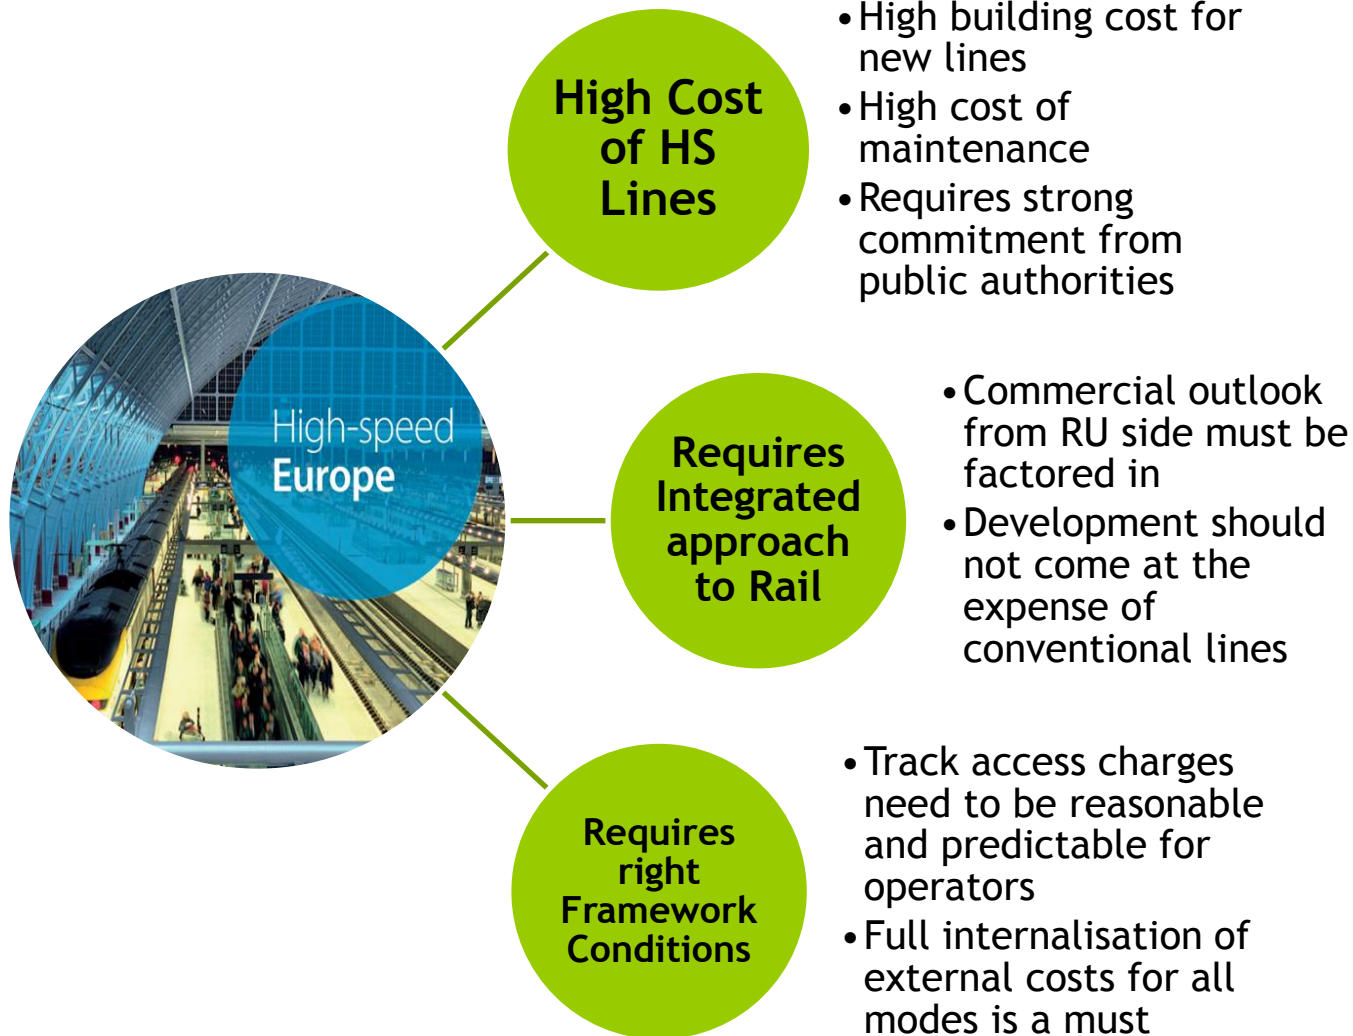 High-speed
Europe
High Cost
of HS
Lines
•High building cost for
new lines
•High cost of
maintenance
•Requires strong
commitment from
public authorities
Requires
Integrated
approach
to Rail
•Commercial outlook
from RU side must be
factored in
•Development should
not come at the
expense of
conventional lines
Requires
right
Framework
Conditions
•Track access charges
need to be reasonable
and predictable for
operators
•Full internalisation of
external costs for all
modes is a must